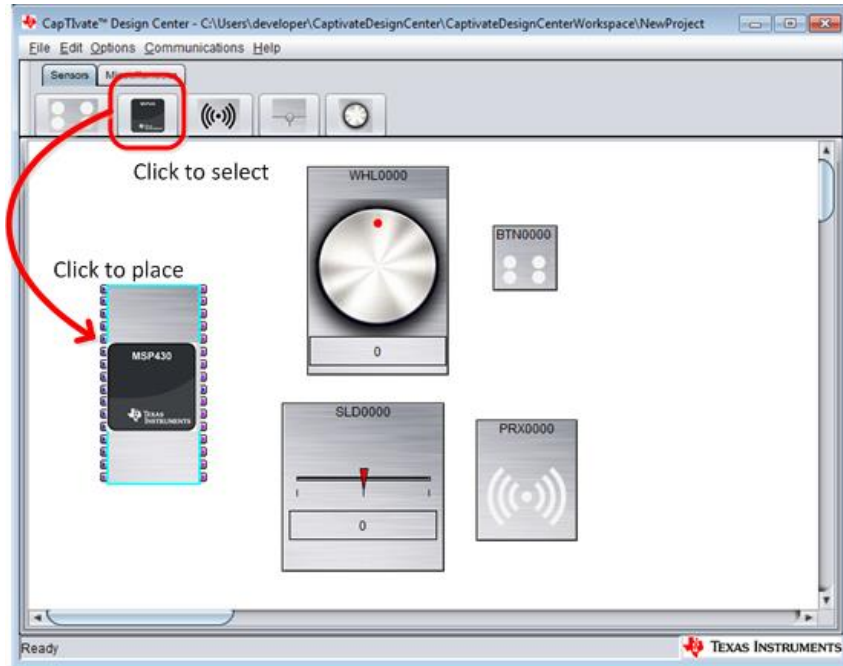 CapTIvate™ Design Center - C:\Users\developer\CaptivateDesignCenter\CaptivateDesignCenterWorkspace\NewProject
File Edit Options Communications Help
Sensors
Click to select
WHL0000
0
BTN0000
Click to place
MSP430
TEXAS INSTRUMENTS
SLD0000
0
PRX0000
Ready
TEXAS INSTRUMENTS